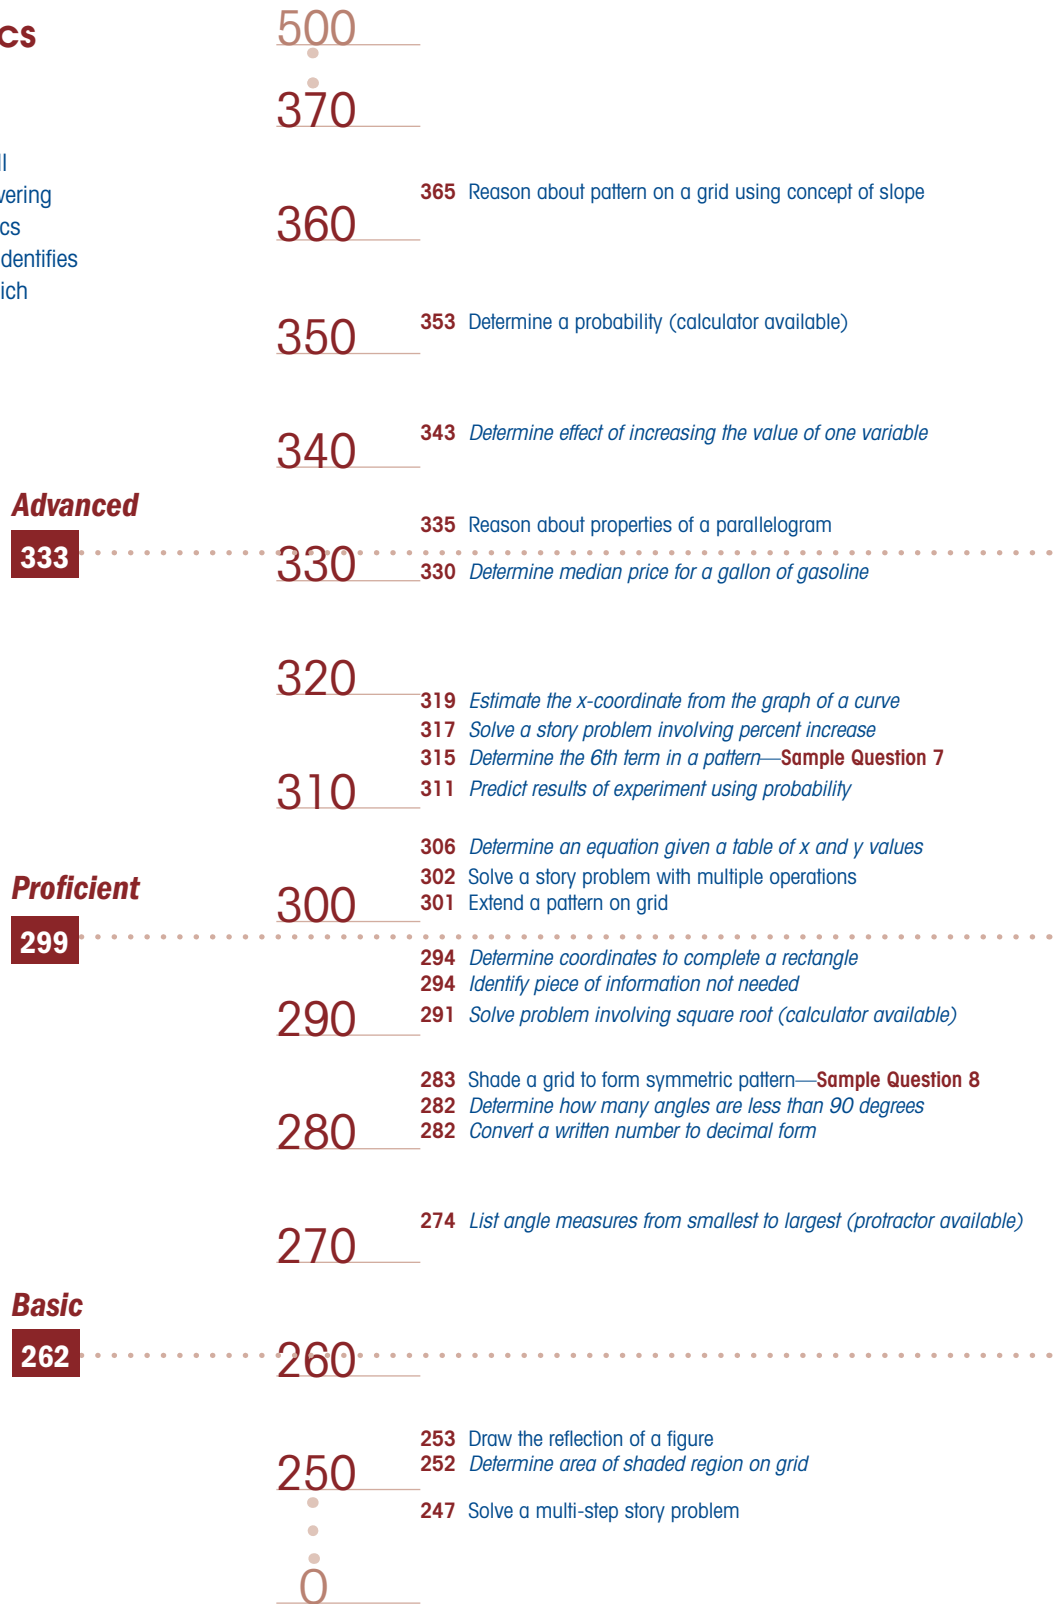 cs
ll
vering
cs
dentifies
ich
500
370
365 Reason about pattern on a grid using concept of slope
360
353 Determine a probability (calculator available)
350
343 Determine effect of increasing the value of one variable
340
Advanced
335 Reason about properties of a parallelogram
333
330
330 Determine median price for a gallon of gasoline
320
319 Estimate the x-coordinate from the graph of a curve
317 Solve a story problem involving percent increase
315 Determine the 6th term in a pattern—Sample Question 7
311 Predict results of experiment using probability
310
306 Determine an equation given a table of x and y values
Proficient
302 Solve a story problem with multiple operations
301 Extend a pattern on grid
300
299
294 Determine coordinates to complete a rectangle
294 Identify piece of information not needed
291 Solve problem involving square root (calculator available)
290
283 Shade a grid to form symmetric pattern—Sample Question 8
282 Determine how many angles are less than 90 degrees
282 Convert a written number to decimal form
280
274 List angle measures from smallest to largest (protractor available)
270
Basic
262
260
253 Draw the reflection of a figure
252 Determine area of shaded region on grid
250
247 Solve a multi-step story problem
0